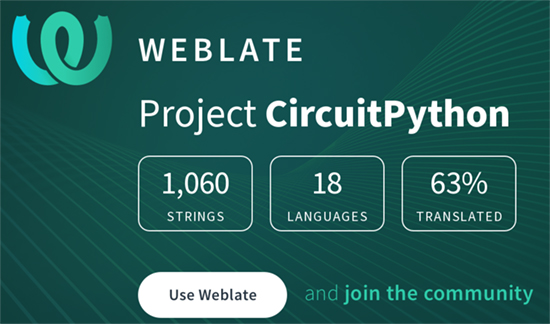 WEBLATE
Project CircuitPython
1,060 18 63%
STRINGS LANGUAGES TRANSLATED
Use Weblate and join the community